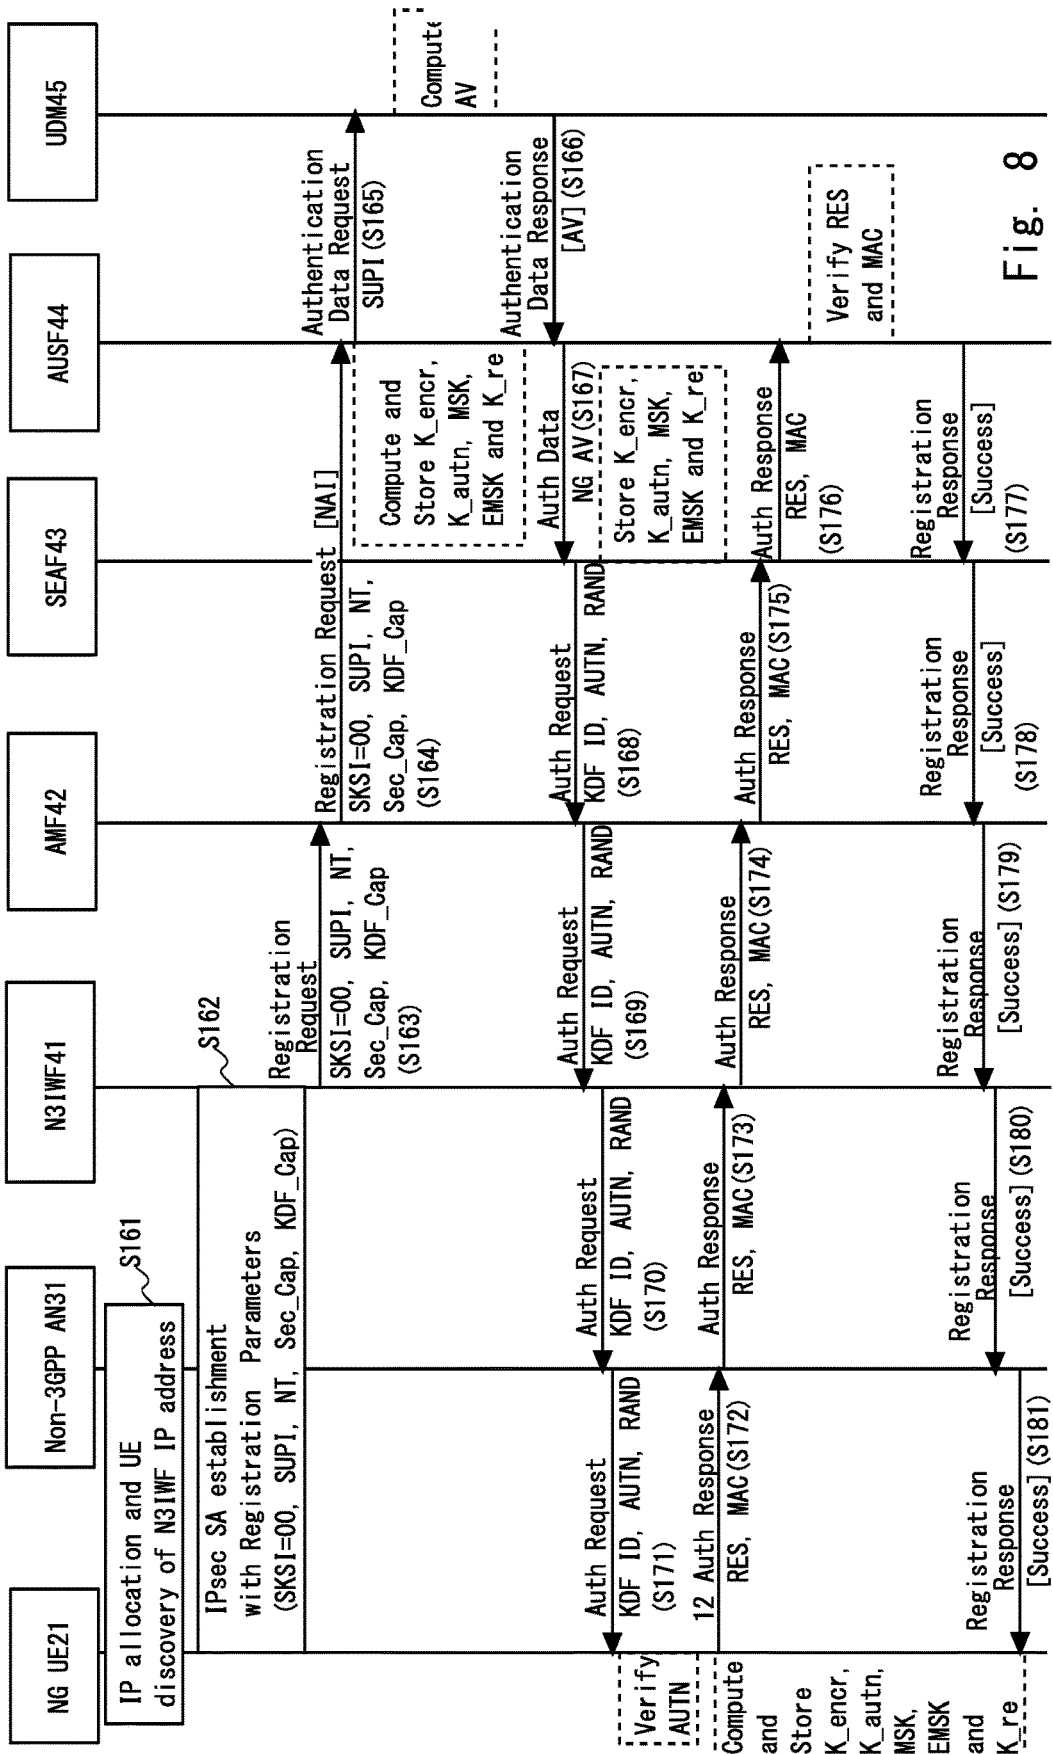 NG UE21
Non-3GPP AN31
N3IWF41
AMF42
SEAF43
AUSF44
UDM45
IP allocation and UE
discovery of N3IWF IP address
S161
IPsec SA establishment
with Registration Parameters
(SKSI=00, SUPI, NT, Sec_Cap, KDF_Cap)
S162
Registration
Request
SKSI=00, SUPI, NT,
Sec_Cap, KDF_Cap
(S163)
Registration Request [NAI]
SKSI=00, SUPI, NT,
Sec_Cap, KDF_Cap
(S164)
Authentication
Data Request
SUPI(S165)
Compute
AV
Compute and
Store K_encr,
K_autn, MSK,
EMSK and K_re
Authentication
Data Response
[AV](S166)
Auth Data
NG AV(S167)
Store K_encr,
K_autn, MSK,
EMSK and K_re
Auth Request
KDF ID, AUTN, RAND
(S168)
Auth Request
KDF ID, AUTN, RAND
(S169)
Auth Request
KDF ID, AUTN, RAND
(S170)
Auth Request
KDF ID, AUTN, RAND
(S171)
Verify
AUTN
12 Auth Response
RES, MAC(S172)
Compute
and
Store
K_encr,
K_autn,
MSK,
EMSK
and
K_re
Auth Response
RES, MAC(S173)
Auth Response
RES, MAC(S174)
Auth Response
RES, MAC(S175)
Auth Response
RES, MAC
(S176)
Verify RES
and MAC
Registration
Response
[Success]
(S177)
Registration
Response
[Success]
(S178)
Registration
Response
[Success](S179)
Registration
Response
[Success](S180)
Registration
Response
[Success](S181)
Fig. 8